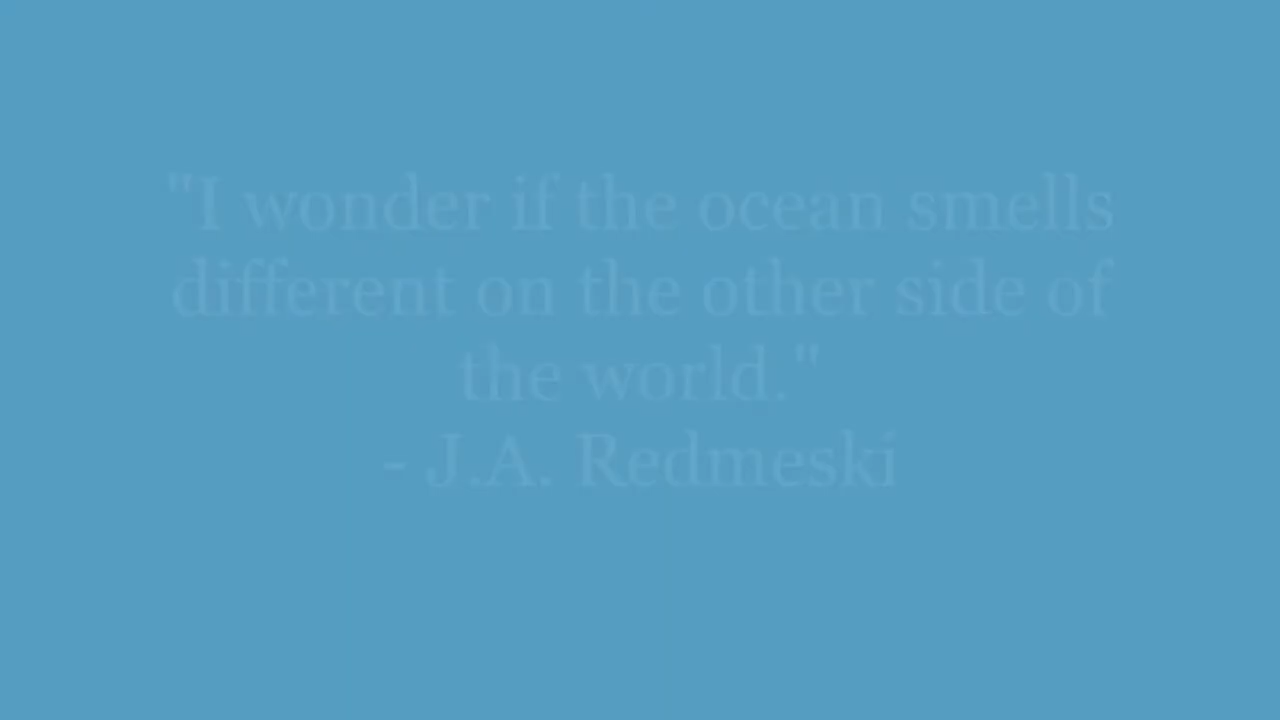 "I wonder if the ocean smells
different on the other side of
the world."
- J.A. Redmeski